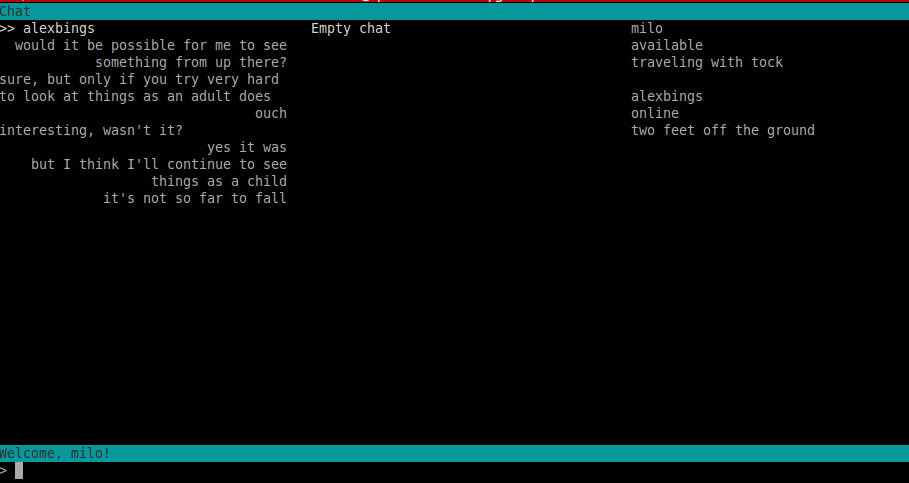 Chat
>> alexbings
would it be possible for me to see
something from up there?
sure, but only if you try very hard
to look at things as an adult does
ouch
interesting, wasn't it?
yes it was
but I think I'll continue to see
things as a child
it's not so far to fall
Empty chat
milo
available
traveling with tock
alexbings
online
two feet off the ground
Welcome, milo!
>